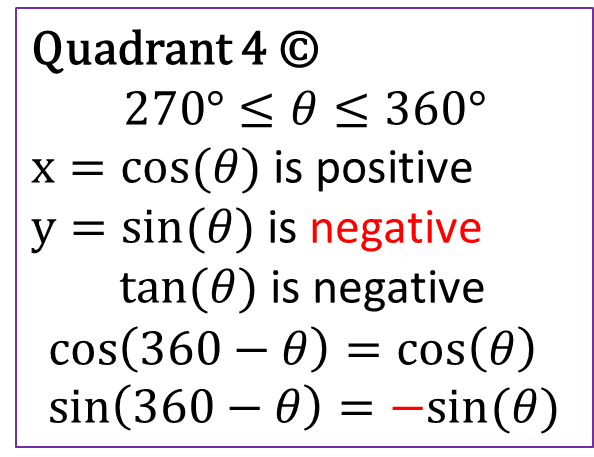 Quadrant 4 ©
270° ≤ θ ≤ 360°
x = cos(θ) is positive
y = sin(θ) is negative
tan(θ) is negative
cos(360 − θ) = cos(θ)
sin(360 − θ) = −sin(θ)